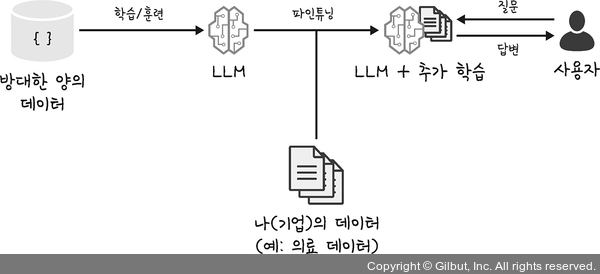 { }
학습/훈련
파인튜닝
질문
답변
방대한 양의
데이터
LLM
LLM + 추가 학습
사용자
나(기업)의 데이터
(예: 의료 데이터)
Copyright © Gilbut, Inc. All rights reserved.